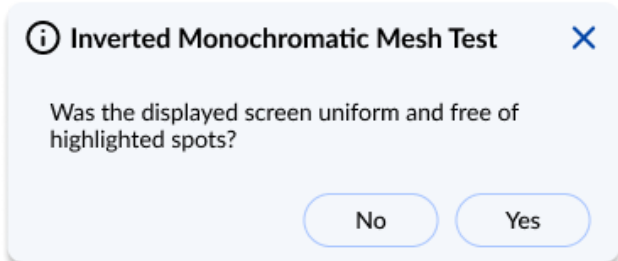 Inverted Monochromatic Mesh Test
Was the displayed screen uniform and free of
highlighted spots?
No Yes